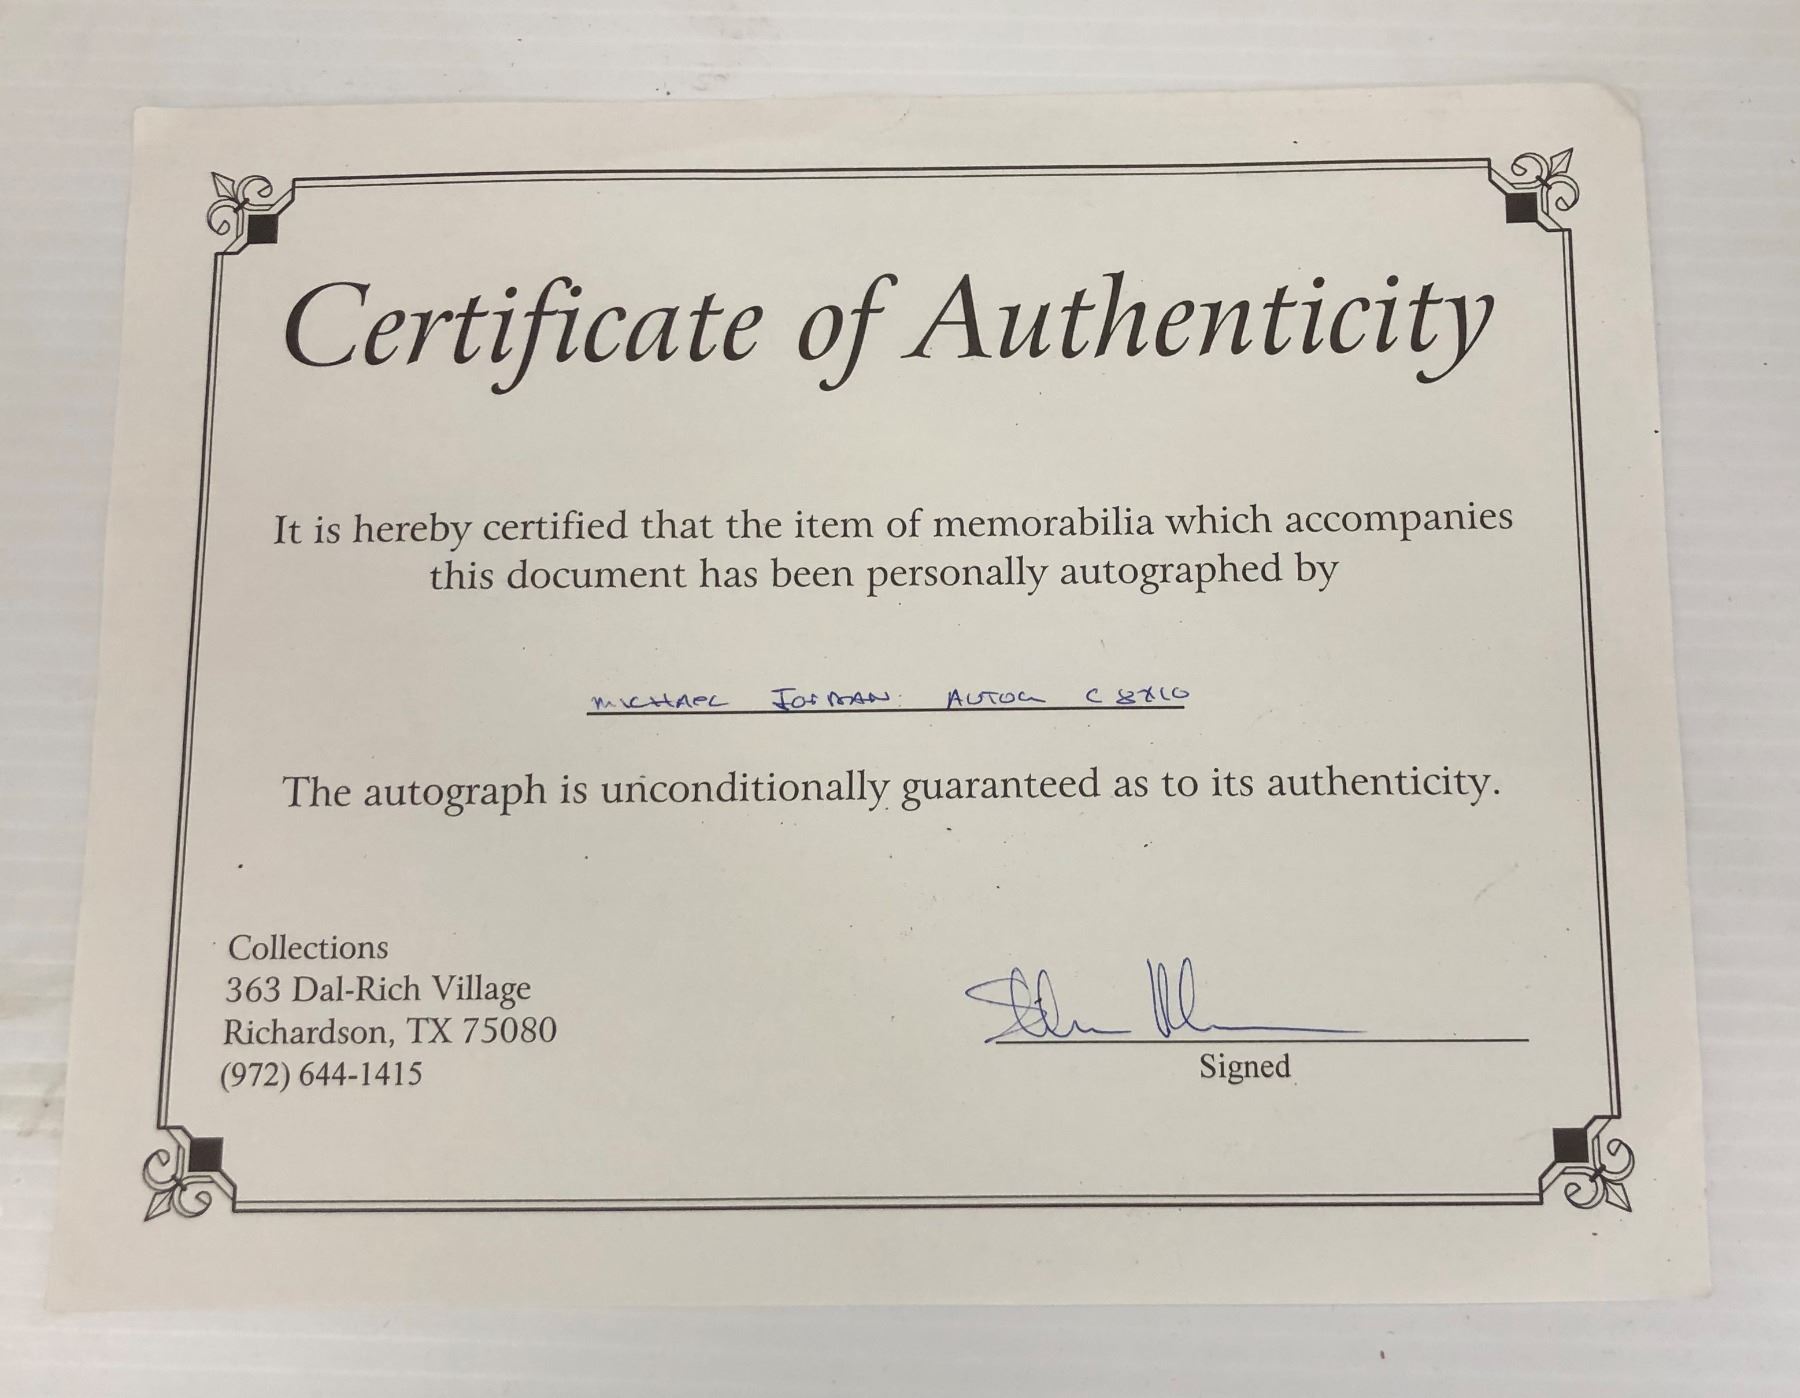 Certificate of Authenticity
It is hereby certified that the item of memorabilia which accompanies
this document has been personally autographed by
MICHAEL JORDAN. AUTOG C 8X10
The autograph is unconditionally guaranteed as to its authenticity.
Collections
363 Dal-Rich Village
Richardson, TX 75080
(972) 644-1415
Signed